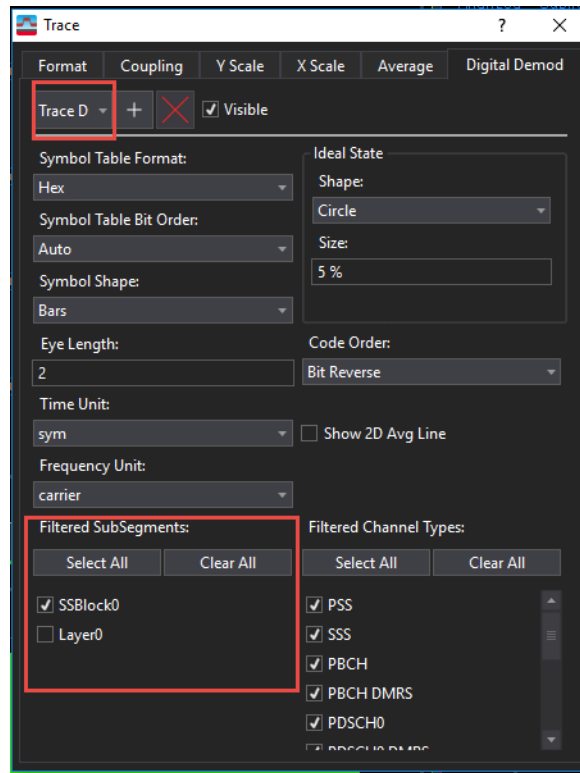 Trace ? ×
Format Coupling Y Scale X Scale Average Digital Demod
Trace D + Visible
Symbol Table Format:
Hex
Symbol Table Bit Order:
Auto
Symbol Shape:
Bars
Eye Length:
2
Time Unit:
sym
Frequency Unit:
carrier
Ideal State
Shape:
Circle
Size:
5 %
Code Order:
Bit Reverse
Show 2D Avg Line
Filtered SubSegments:
Select All Clear All
SSBlock0
Layer0
Filtered Channel Types:
Select All Clear All
PSS
SSS
PBCH
PBCH DMRS
PDSCH0
PDSCH0 DMRS